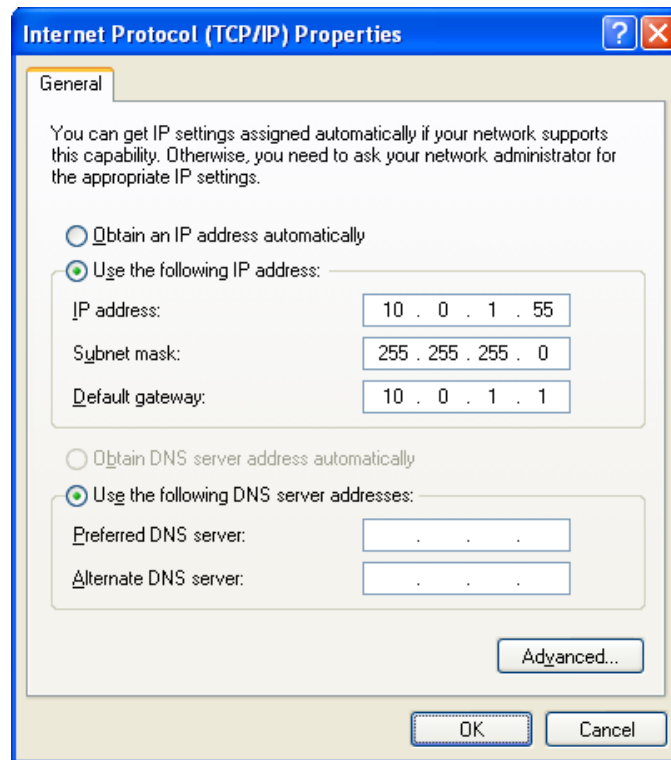 Internet Protocol (TCP/IP) Properties
General
You can get IP settings assigned automatically if your network supports
this capability. Otherwise, you need to ask your network administrator for
the appropriate IP settings.
Obtain an IP address automatically
Use the following IP address:
IP address: 10 . 0 . 1 . 55
Subnet mask: 255 . 255 . 255 . 0
Default gateway: 10 . 0 . 1 . 1
Obtain DNS server address automatically
Use the following DNS server addresses:
Preferred DNS server: . . .
Alternate DNS server: . . .
Advanced...
OK Cancel